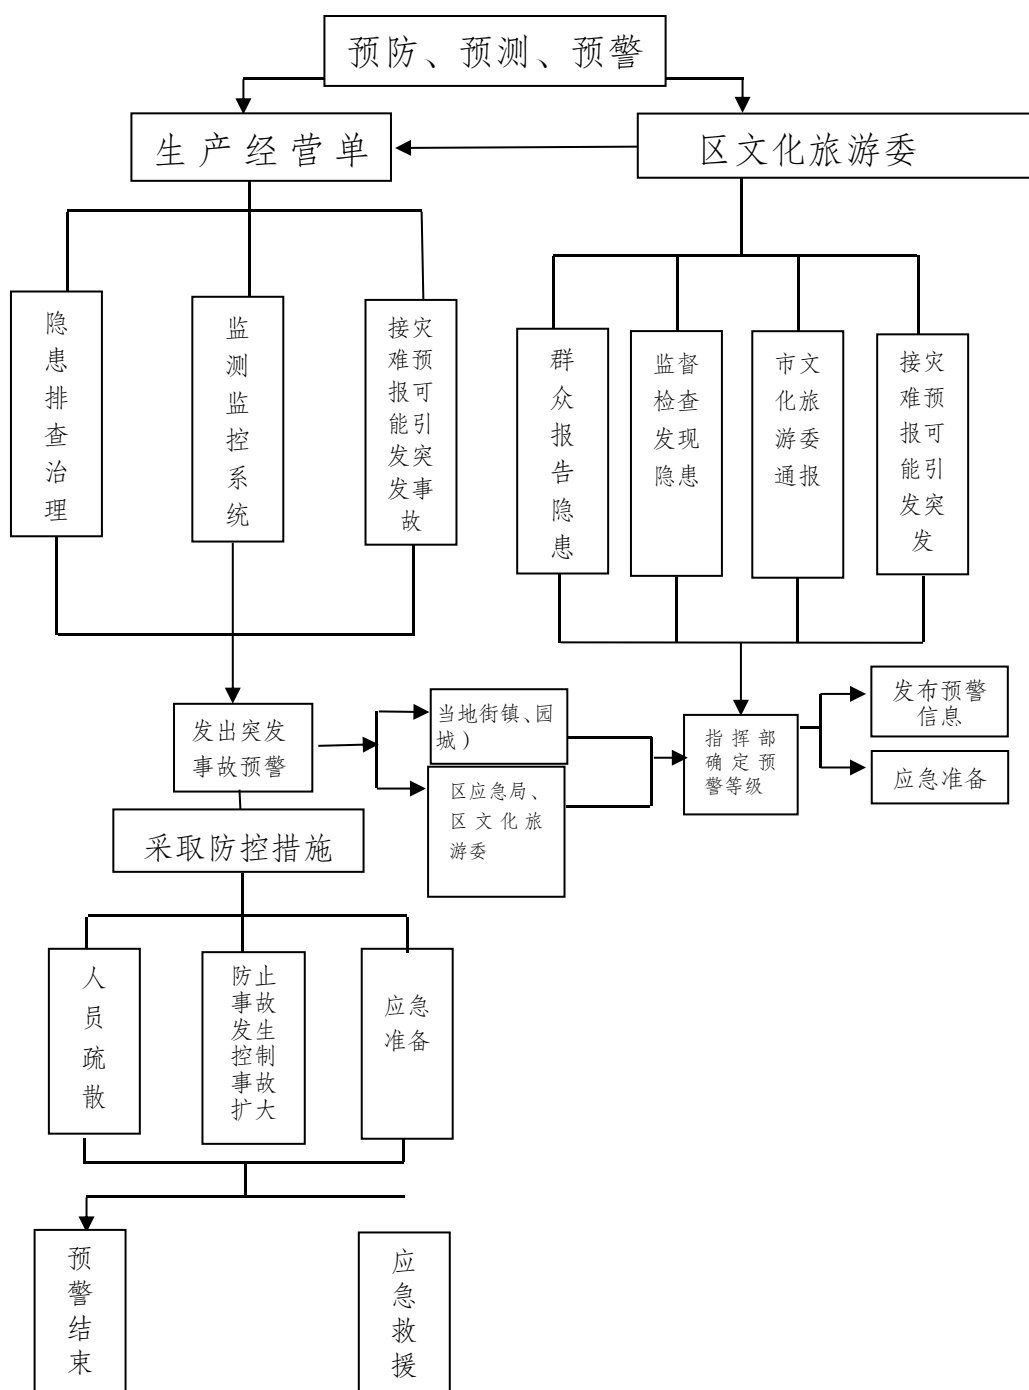 预防、预测、预警
生产经营单
区文化旅游委
隐
患
排
查
治
理
监
测
监
控
系
统
接灾
难预
报可
能引
发突
发事
故
群
众
报
告
隐
患
监督
检查
发现
隐患
市文
化旅
游委
通报
接灾
难预
报可
能引
发突
发
发出突发
事故预警
当地街镇、园
城）
区应急局、
区文化旅
游委
指挥部
确定预
警等级
发布预警
信息
应急准备
采取防控措施
人
员
疏
散
防止
事故
发生
控制
事故
扩大
应急
准备
预
警
结
束
应
急
救
援